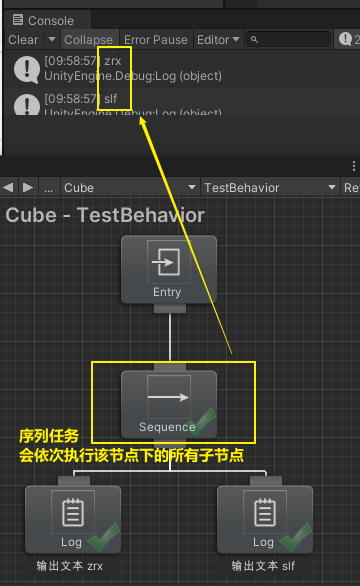 Console
Clear Collapse Error Pause Editor 2
[09:58:57] zrx
UnityEngine.Debug:Log (object)
[09:58:57] slf
UnityEngine.Debug:Log (object)
... Cube TestBehavior Re
Cube - TestBehavior
Entry
Sequence
序列任务
会依次执行该节点下的所有子节点
Log Log
输出文本 zrx 输出文本 slf